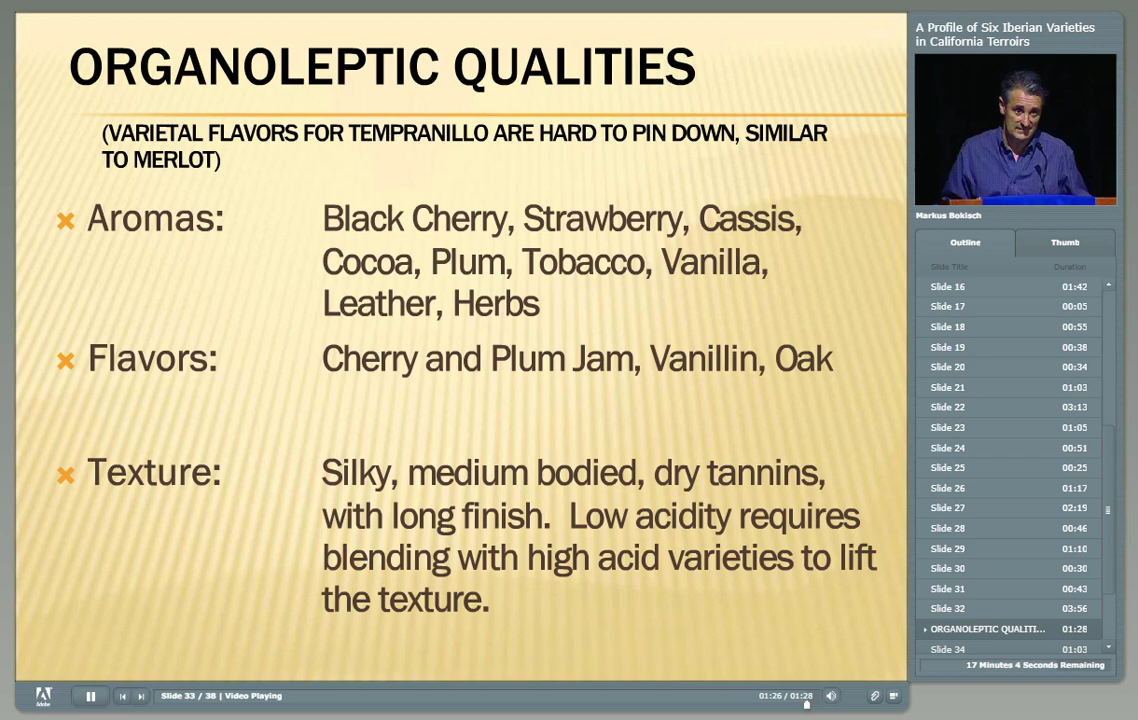 ORGANOLEPTIC QUALITIES
(VARIETAL FLAVORS FOR TEMPRANILLO ARE HARD TO PIN DOWN, SIMILAR
TO MERLOT)
Aromas: Black Cherry, Strawberry, Cassis,
Cocoa, Plum, Tobacco, Vanilla,
Leather, Herbs
Flavors: Cherry and Plum Jam, Vanillin, Oak
Texture: Silky, medium bodied, dry tannins,
with long finish. Low acidity requires
blending with high acid varieties to lift
the texture.
A Profile of Six Iberian Varieties
in California Terroirs
Markus Bokisch
Outline Thumb
Slide Title Duration
Slide 16 01:42
Slide 17 00:05
Slide 18 00:55
Slide 19 00:38
Slide 20 00:34
Slide 21 01:03
Slide 22 03:13
Slide 23 01:05
Slide 24 00:51
Slide 25 00:25
Slide 26 01:17
Slide 27 02:19
Slide 28 00:46
Slide 29 01:10
Slide 30 00:30
Slide 31 00:43
Slide 32 03:56
ORGANOLEPTIC QUALITI... 01:28
Slide 34 01:03
17 Minutes 4 Seconds Remaining
Adobe
Slide 33 / 38 | Video Playing 01:26 / 01:28